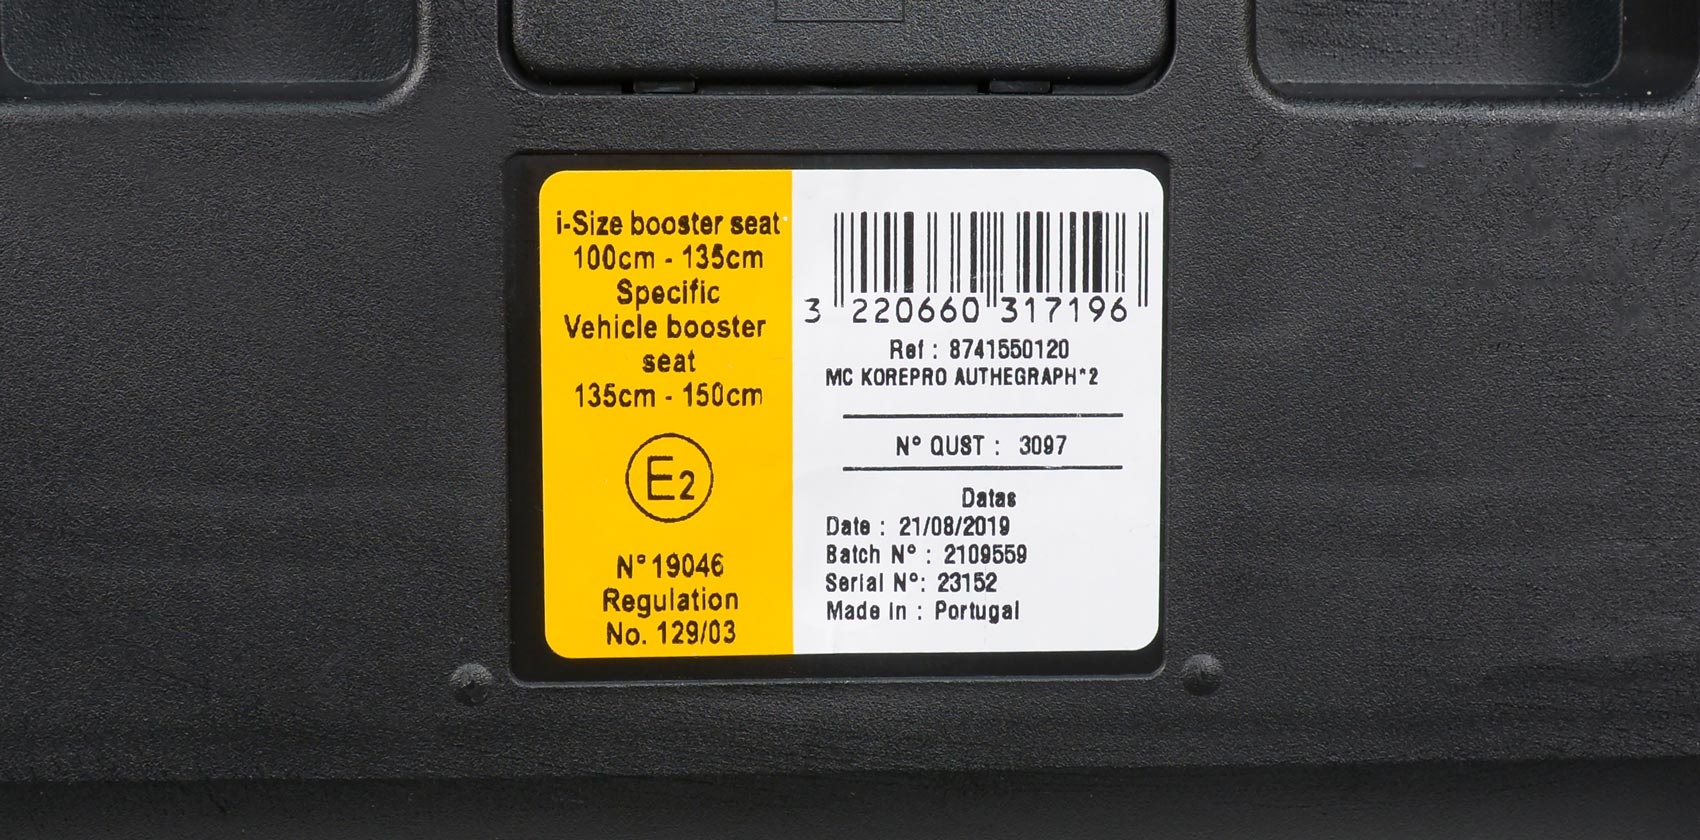 i-Size booster seat
100cm - 135cm
Specific
Vehicle booster
seat
135cm - 150cm
E2
N° 19046
Regulation
No. 129/03
3 220660 317196
Ref : 8741550120
MC KOREPRO AUTHEGRAPH*2
N° QUST : 3097
Datas
Date : 21/08/2019
Batch N° : 2109559
Serial N°: 23152
Made in : Portugal